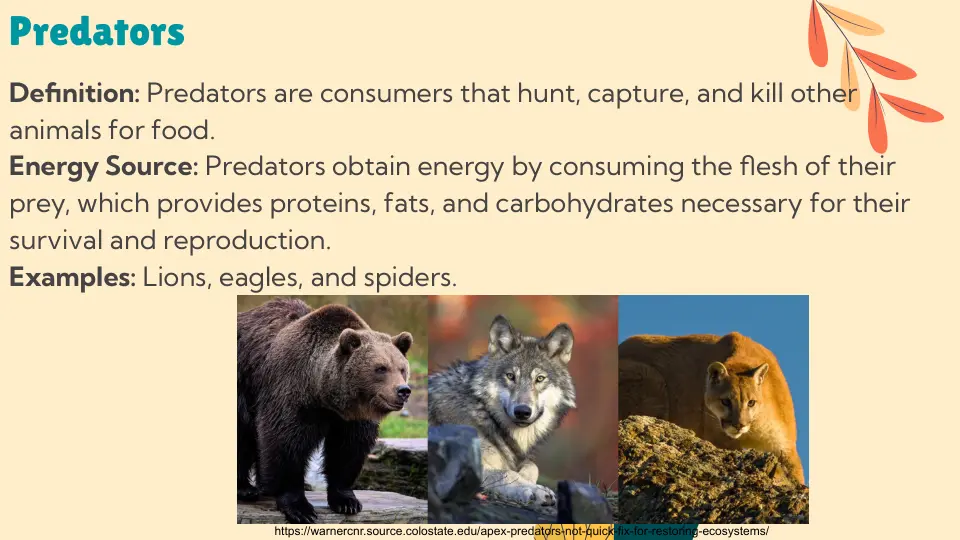 Predators
Definition: Predators are consumers that hunt, capture, and kill other
animals for food.
Energy Source: Predators obtain energy by consuming the flesh of their
prey, which provides proteins, fats, and carbohydrates necessary for their
survival and reproduction.
Examples: Lions, eagles, and spiders.
https://warnercnr.source.colostate.edu/apex-predators-not-quick-fix-for-restoring-ecosystems/